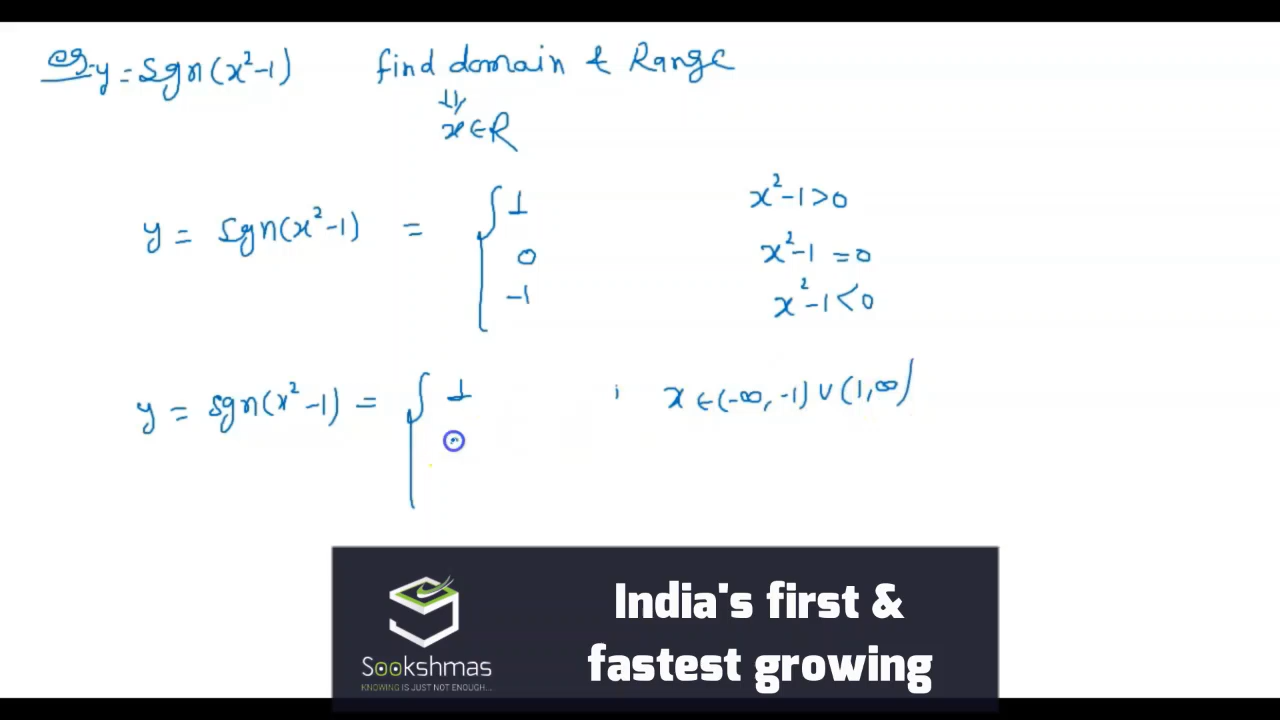 eg. y = sgn(x²-1) find domain & Range
⇓
x∈R
y = sgn(x²-1) = { 1 x²-1>0
0 x²-1 = 0
-1 x²-1<0
y = sgn(x²-1) = { 1 ; x∈(-∞, -1) ∪ (1, ∞)
India's first &
fastest growing
Sookshmas
KNOWING IS JUST NOT ENOUGH....